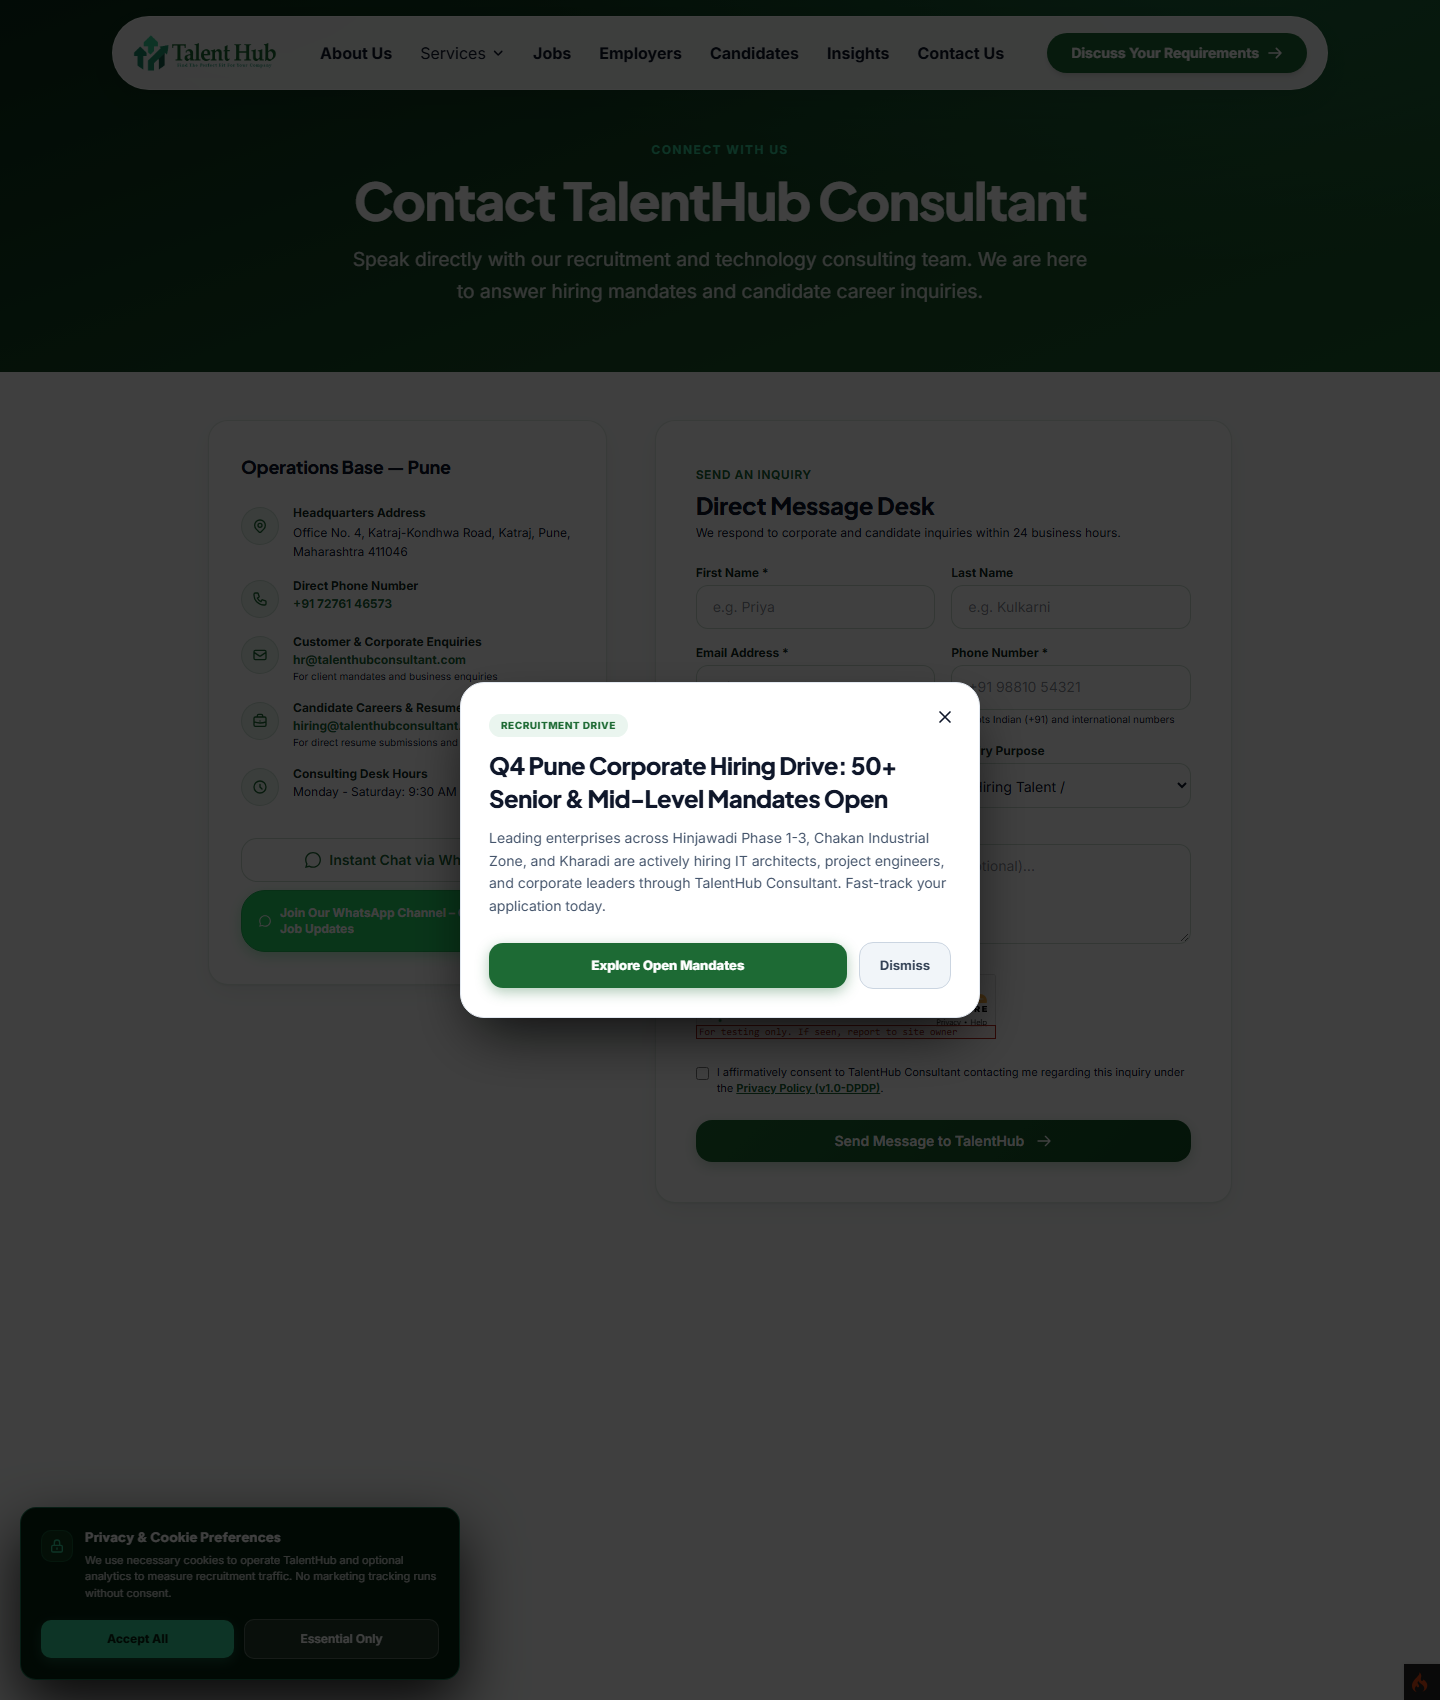 Talent Hub
About Us
Services
Jobs
Employers
Candidates
Insights
Contact Us
Discuss Your Requirements
CONNECT WITH US
Contact TalentHub Consultant
Speak directly with our recruitment and technology consulting team. We are here
to answer hiring mandates and candidate career inquiries.
Operations Base — Pune
Headquarters Address
Office No. 4, Katraj-Kondhwa Road, Katraj, Pune,
Maharashtra 411046
Direct Phone Number
+91 72761 46573
Customer & Corporate Enquiries
hr@talenthubconsultant.com
For client mandates and business enquiries
Candidate Careers & Resume
hiring@talenthubconsultant.
For direct resume submissions and
Consulting Desk Hours
Monday - Saturday: 9:30 AM
Instant Chat via Wh
Join Our WhatsApp Channel –
Job Updates
SEND AN INQUIRY
Direct Message Desk
We respond to corporate and candidate inquiries within 24 business hours.
First Name *
Last Name
e.g. Priya
e.g. Kulkarni
Email Address *
Phone Number *
+91 98810 54321
ts Indian (+91) and international numbers
ry Purpose
Hiring Talent /
tional)...
RECRUITMENT DRIVE
Q4 Pune Corporate Hiring Drive: 50+
Senior & Mid-Level Mandates Open
Leading enterprises across Hinjawadi Phase 1-3, Chakan Industrial
Zone, and Kharadi are actively hiring IT architects, project engineers,
and corporate leaders through TalentHub Consultant. Fast-track your
application today.
Explore Open Mandates
Dismiss
Privacy • Help
For testing only. If seen, report to site owner
I affirmatively consent to TalentHub Consultant contacting me regarding this inquiry under
the Privacy Policy (v1.0-DPDP).
Send Message to TalentHub
Privacy & Cookie Preferences
We use necessary cookies to operate TalentHub and optional
analytics to measure recruitment traffic. No marketing tracking runs
without consent.
Accept All
Essential Only